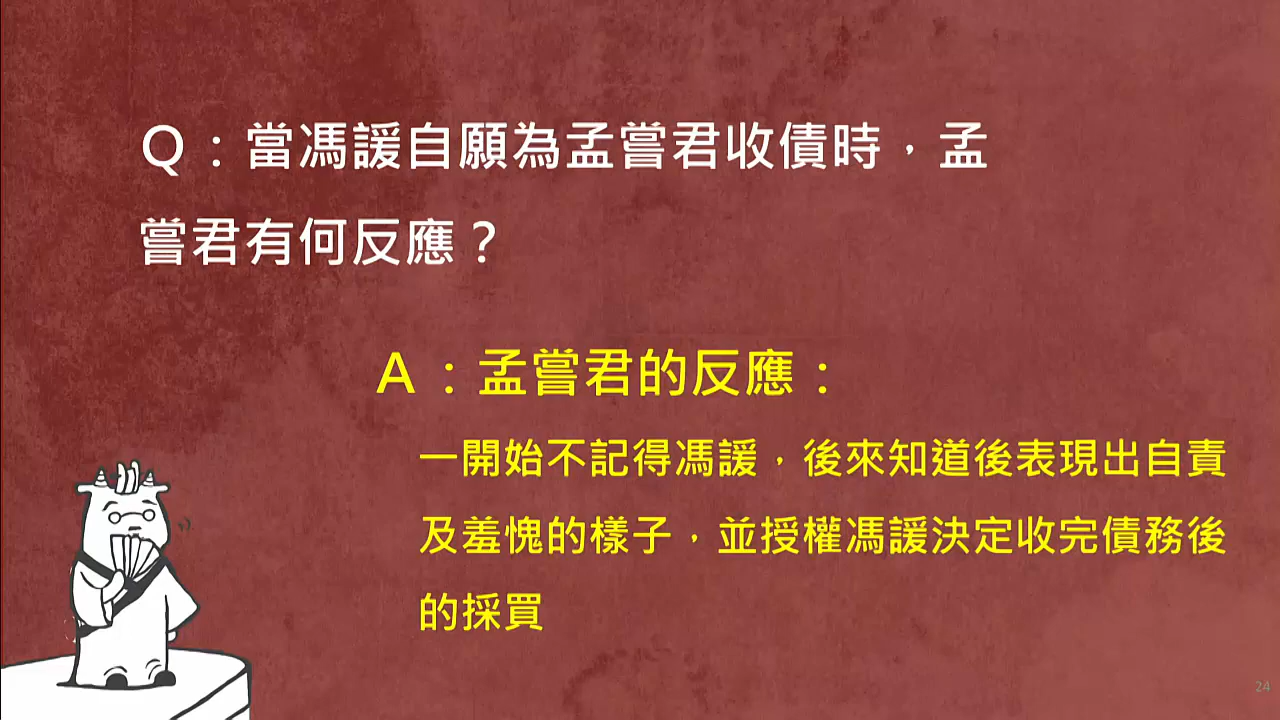 Q：當馮諼自願為孟嘗君收債時，孟
嘗君有何反應？
A：孟嘗君的反應：
一開始不記得馮諼，後來知道後表現出自責
及羞愧的樣子，並授權馮諼決定收完債務後
的採買
24